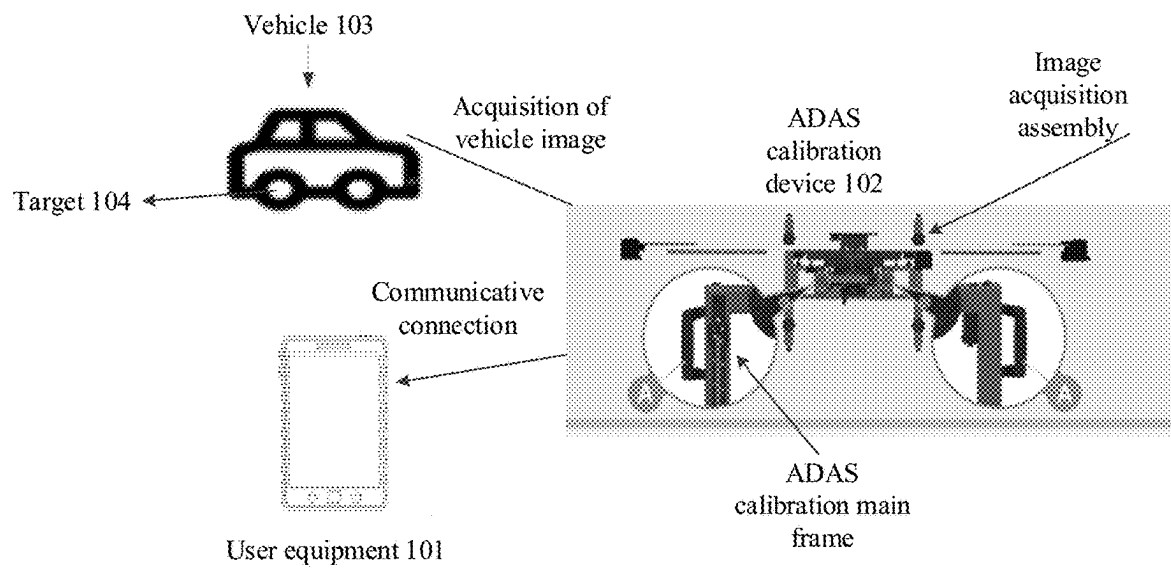 Vehicle 103
Acquisition of
vehicle image
Image
acquisition
assembly
ADAS
calibration
device 102
Target 104
Communicative
connection
ADAS
calibration main
frame
User equipment 101